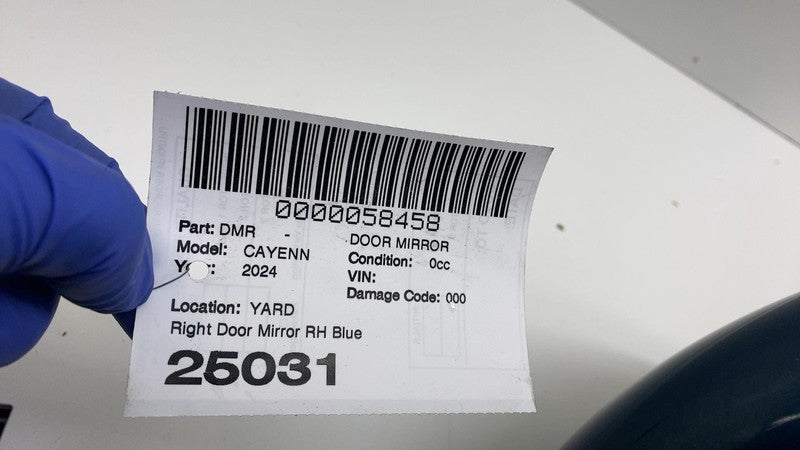 0000058458
Part: DMR - DOOR MIRROR
Model: CAYENN Condition: 0cc
2024 VIN:
Damage Code: 000
Location: YARD
Right Door Mirror RH Blue
25031